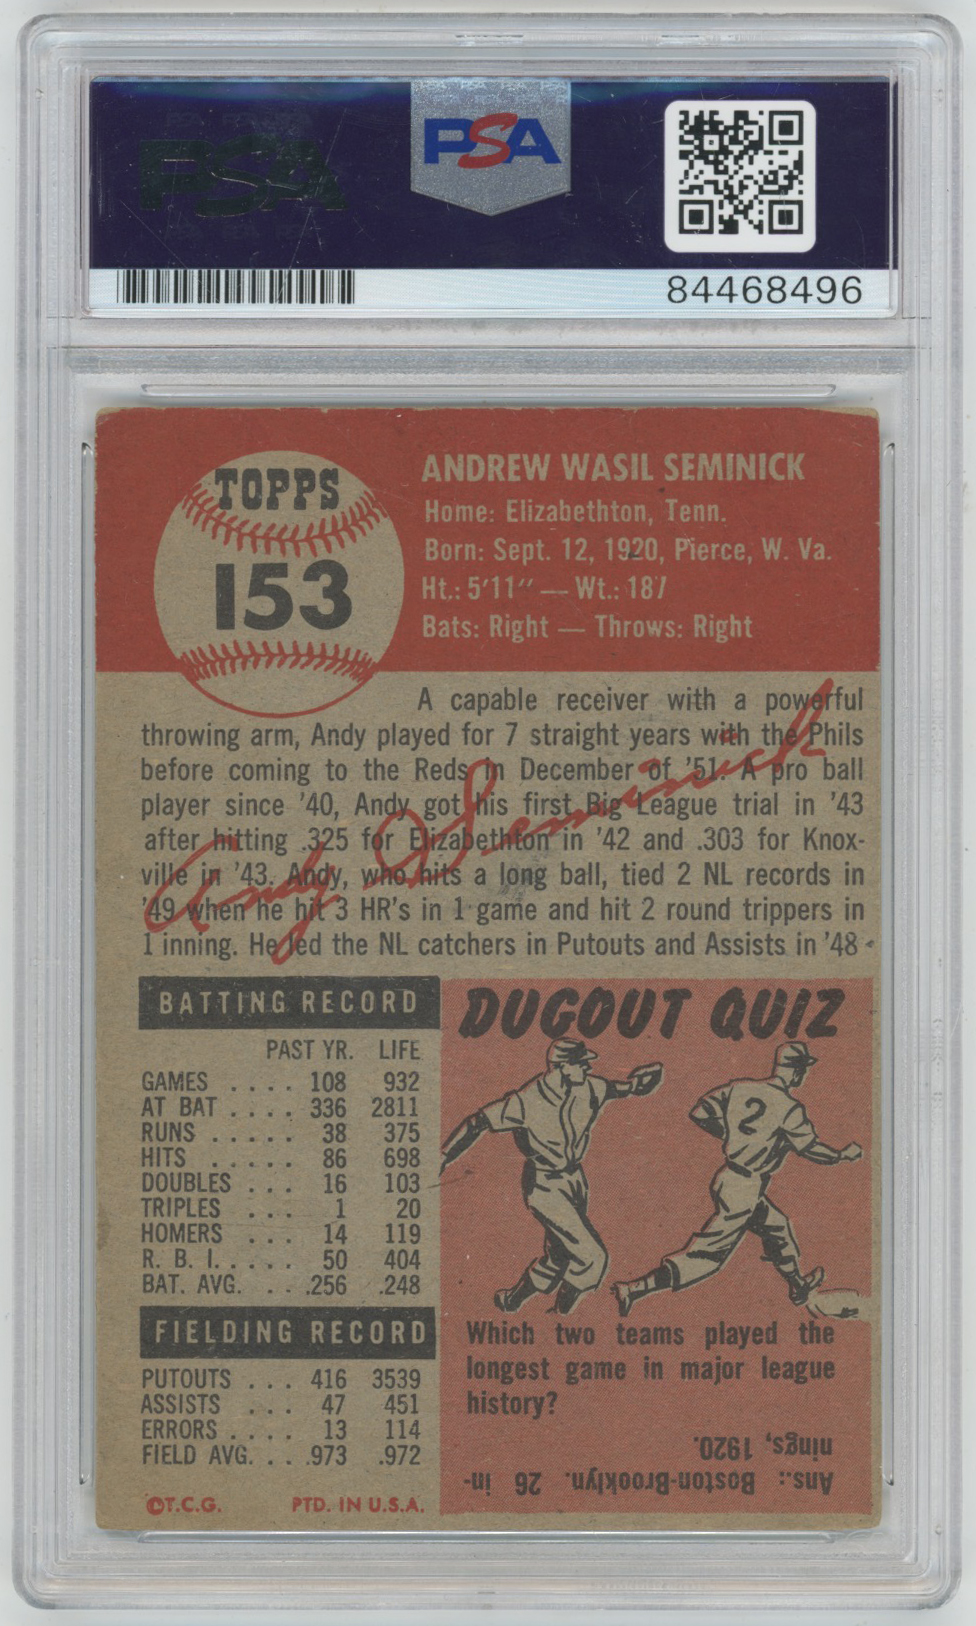 PSA
PSA
84468496
TOPPS
153
ANDREW WASIL SEMINICK
Home: Elizabethton, Tenn.
Born: Sept. 12, 1920, Pierce, W. Va.
Ht.: 5'11" — Wt.: 187
Bats: Right — Throws: Right
A capable receiver with a powerful
throwing arm, Andy played for 7 straight years with the Phils
before coming to the Reds in December of '51. A pro ball
player since '40, Andy got his first Big League trial in '43
after hitting .325 for Elizabethton in '42 and .303 for Knox-
ville in '43. Andy, who hits a long ball, tied 2 NL records in
'49 when he hit 3 HR's in 1 game and hit 2 round trippers in
1 inning. He led the NL catchers in Putouts and Assists in '48
Andy Seminick
BATTING RECORD
PAST YR. LIFE
GAMES .... 108 932
AT BAT .... 336 2811
RUNS ..... 38 375
HITS ..... 86 698
DOUBLES ... 16 103
TRIPLES ... 1 20
HOMERS ... 14 119
R. B. I. .... 50 404
BAT. AVG. ... .256 .248
FIELDING RECORD
PUTOUTS ... 416 3539
ASSISTS ... 47 451
ERRORS .... 13 114
FIELD AVG. ... .973 .972
©T.C.G. PTD. IN U.S.A.
DUGOUT QUIZ
2
Which two teams played the
longest game in major league
history?
Ans.: Boston-Brooklyn. 26 in-
nings, 1920.